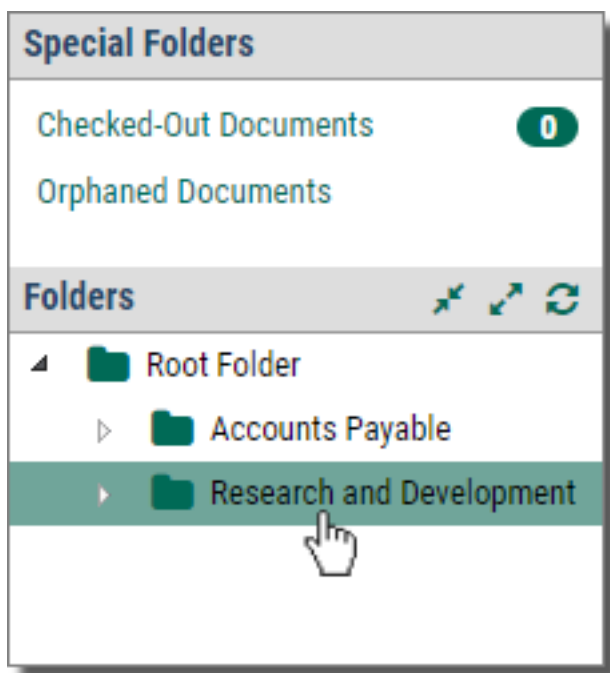 Special Folders
Checked-Out Documents 0
Orphaned Documents
Folders
Root Folder
Accounts Payable
Research and Development